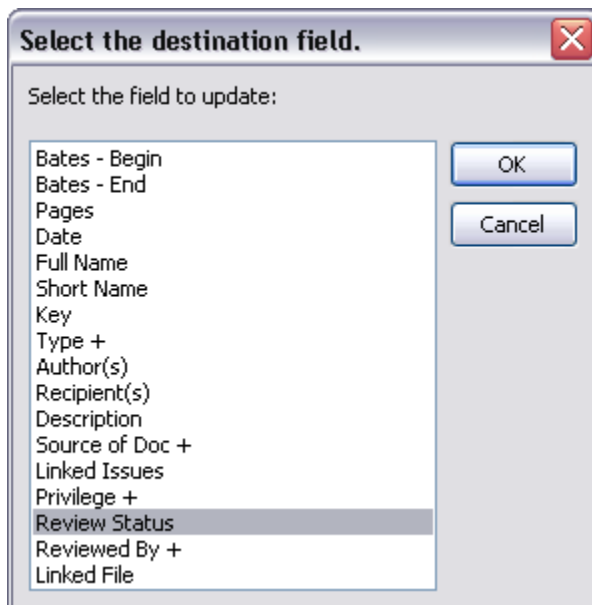 Select the destination field.
Select the field to update:
Bates - Begin
Bates - End
Pages
Date
Full Name
Short Name
Key
Type +
Author(s)
Recipient(s)
Description
Source of Doc +
Linked Issues
Privilege +
Review Status
Reviewed By +
Linked File
OK
Cancel